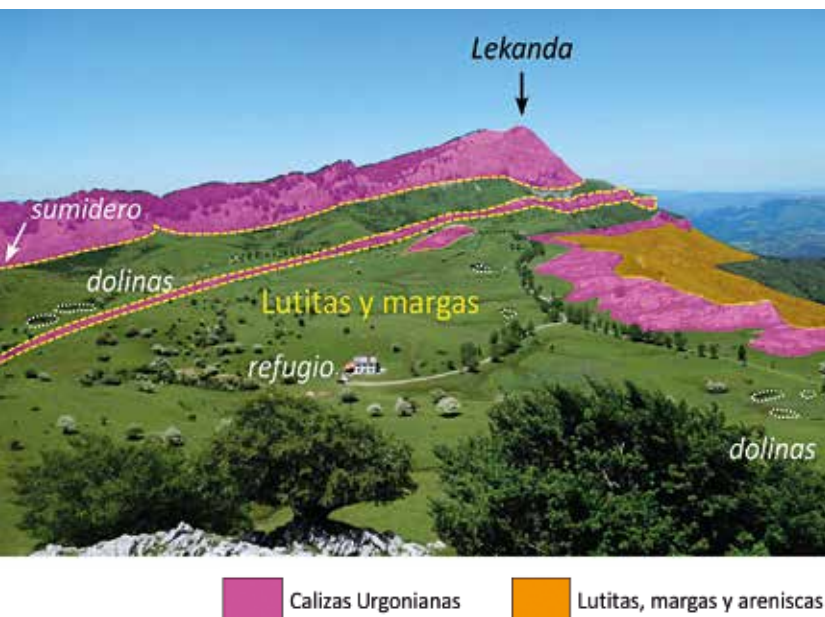 Lekanda
sumidero
dolinas
Lutitas y margas
refugio
dolinas
Calizas Urgonianas
Lutitas, margas y areniscas